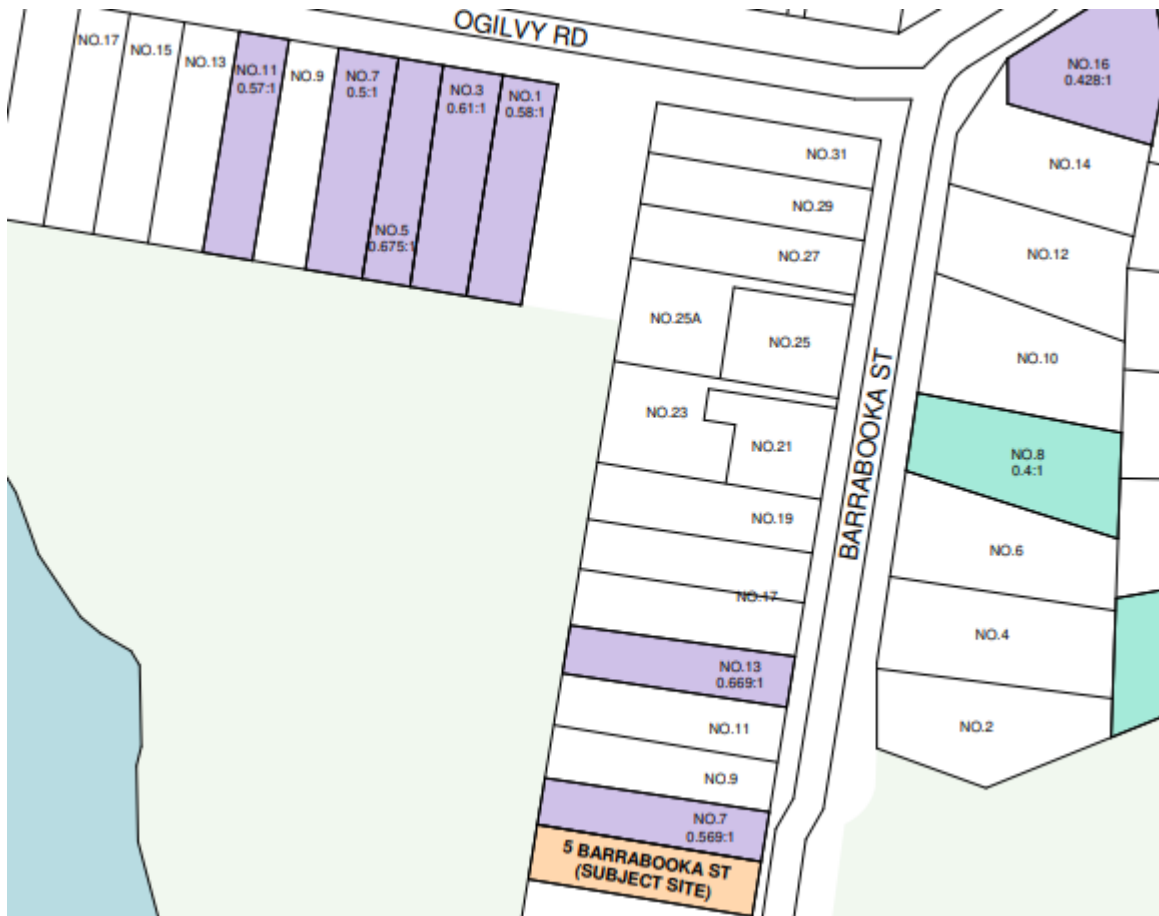 OGILVY RD
NO.17
NO.15
NO.13
NO.11
0.57:1
NO.9
NO.7
0.5:1
NO.5
0.675:1
NO.3
0.61:1
NO.1
0.58:1
NO.31
NO.29
NO.27
NO.25A
NO.25
NO.23
NO.21
NO.19
NO.17
NO.13
0.669:1
NO.11
NO.9
NO.7
0.569:1
5 BARRABOOKA ST
(SUBJECT SITE)
BARRABOOKA ST
NO.16
0.428:1
NO.14
NO.12
NO.10
NO.8
0.4:1
NO.6
NO.4
NO.2